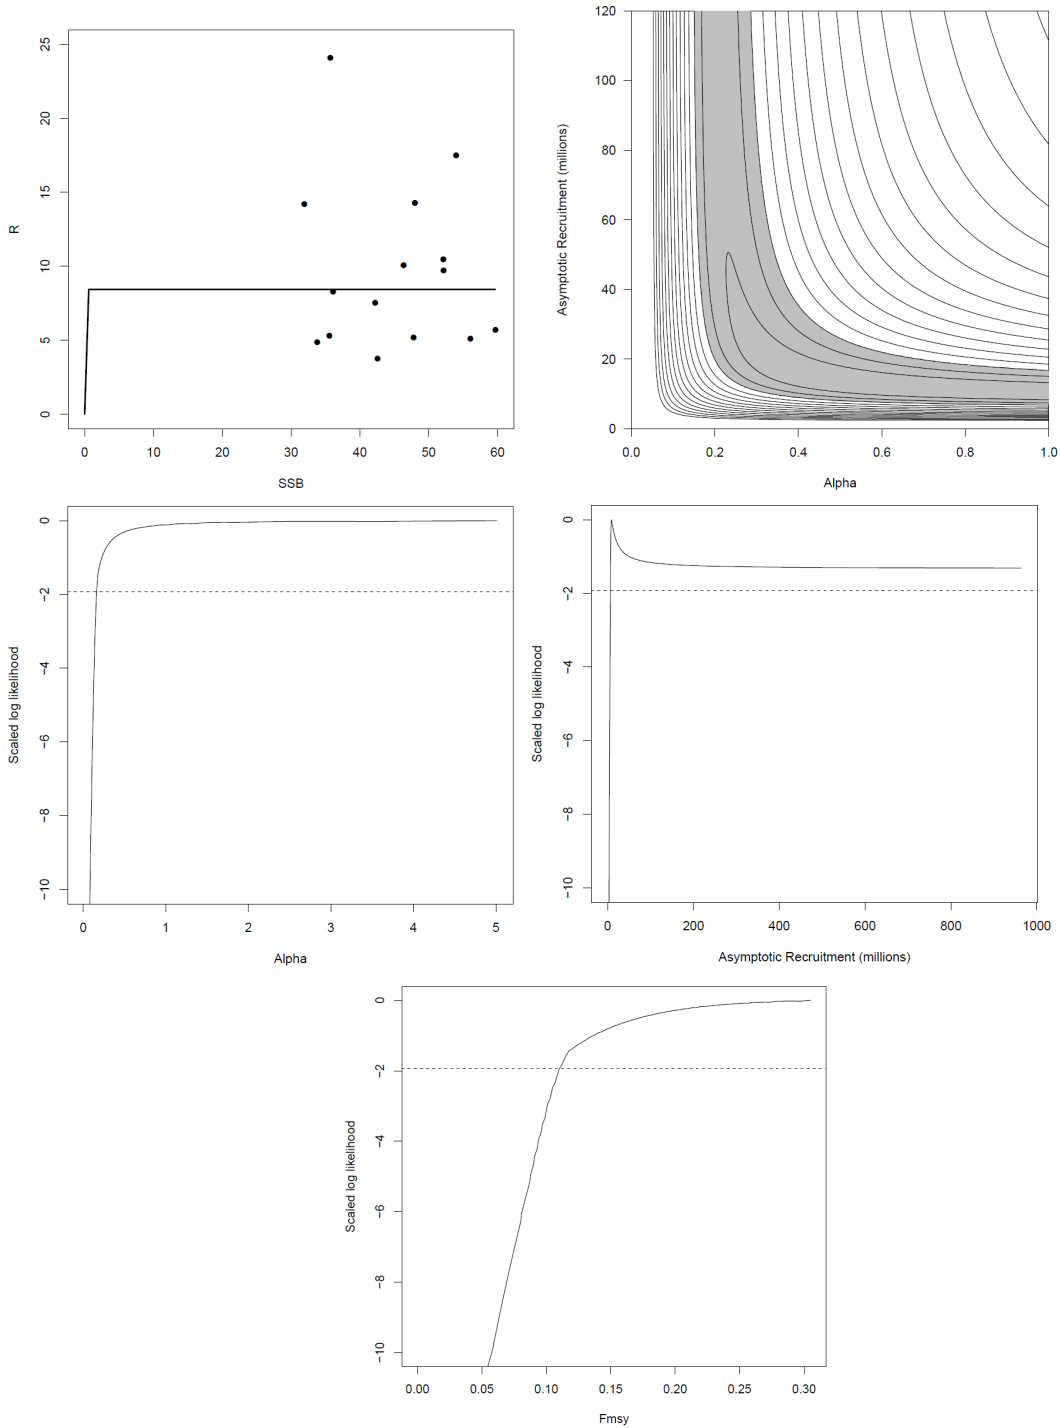 25
20
15
10
5
0
R
0 10 20 30 40 50 60
SSB
120
100
80
60
40
20
0
Asymptotic Recruitment (millions)
0.0 0.2 0.4 0.6 0.8 1.0
Alpha
0
−2
−4
−6
−8
−10
Scaled log likelihood
0 1 2 3 4 5
Alpha
0
−2
−4
−6
−8
−10
Scaled log likelihood
0 200 400 600 800 1000
Asymptotic Recruitment (millions)
0
−2
−4
−6
−8
−10
Scaled log likelihood
0.00 0.05 0.10 0.15 0.20 0.25 0.30
Fmsy